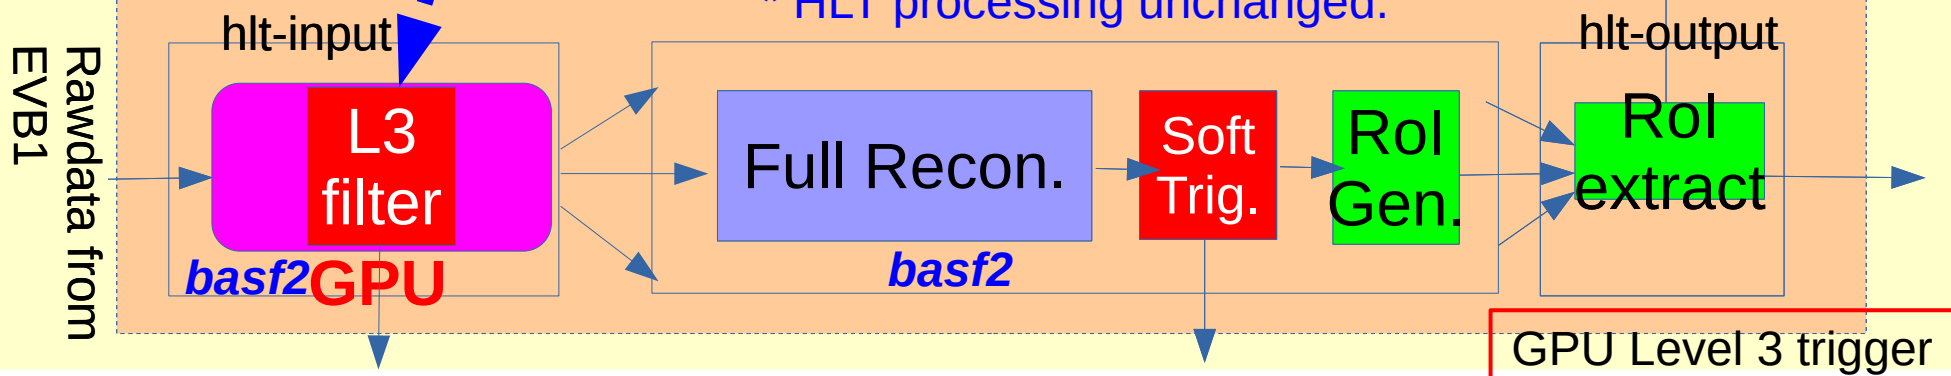 * HLT processing unchanged.
hlt-input
hlt-output
Rawdata from
EVB1
L3
filter
Full Recon.
Soft
Trig.
RoI
Gen.
RoI
extract
basf2
GPU
basf2
GPU Level 3 trigger